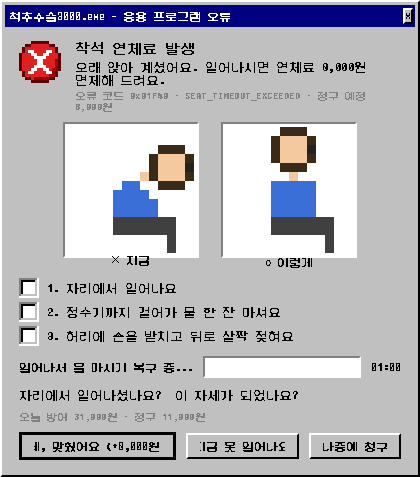 척추수술3000.exe - 응용 프로그램 오류
착석 연체료 발생
오래 앉아 계셨어요. 일어나시면 연체료 8,000원
면제해 드려요.
오류 코드 0x01F40 · SEAT_TIMEOUT_EXCEEDED · 청구 예정
8,000원
× 지금
○ 이렇게
1. 자리에서 일어나요
2. 정수기까지 걸어가 물 한 잔 마셔요
3. 허리에 손을 받치고 뒤로 살짝 젖혀요
일어나서 물 마시기 복구 중... 01:00
자리에서 일어나셨나요? 이 자세가 되었나요?
오늘 방어 31,000원 · 청구 11,000원
맞췄어요 (+8,000원
지금 못 일어나요
나중에 청구